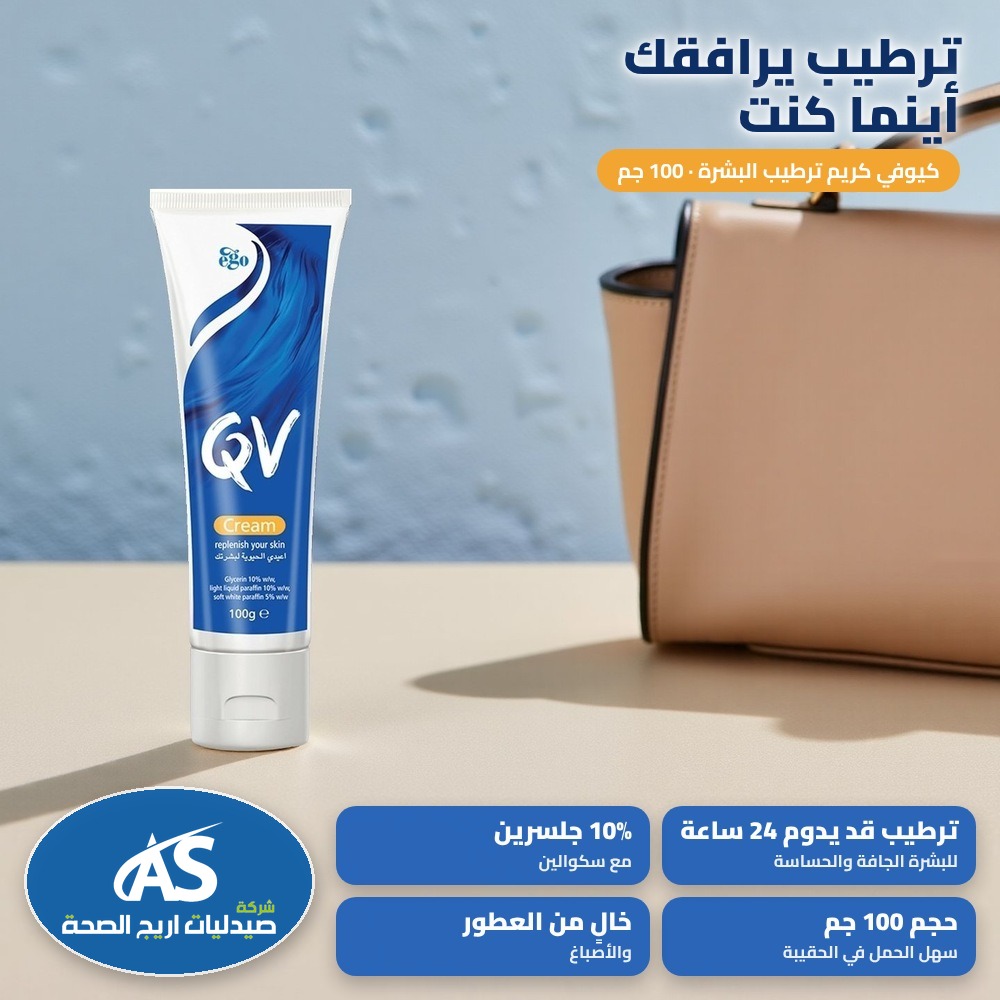 ترطيب يرافقك
أينما كنت
كيوفي كريم ترطيب البشرة · 100 جم
ego
QV
Cream
replenish your skin
اعيدي الحيوية لبشرتك
Glycerin 10% w/w,
light liquid paraffin 10% w/w,
soft white paraffin 5% w/w
100g ℮
ترطيب قد يدوم 24 ساعة
للبشرة الجافة والحساسة
10% جلسرين
مع سكوالين
حجم 100 جم
سهل الحمل في الحقيبة
خالٍ من العطور
والأصباغ
AS
شركة
صيدليات اريج الصحة